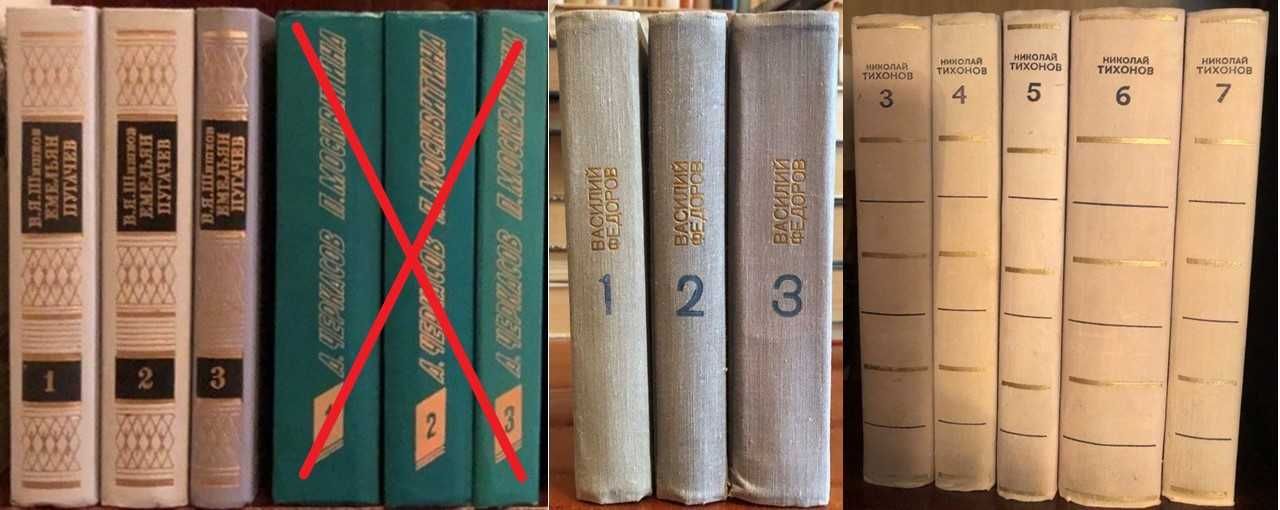 В.Я.Шишков
ЕМЕЛЬЯН
ПУГАЧЕВ
1
В.Я.Шишков
ЕМЕЛЬЯН
ПУГАЧЕВ
2
В.Я.Шишков
ЕМЕЛЬЯН
ПУГАЧЕВ
3
А. ЧЕРКАСОВ П. МОСКВИТИНА
1
А. ЧЕРКАСОВ П. МОСКВИТИНА
2
А. ЧЕРКАСОВ П. МОСКВИТИНА
3
ВАСИЛИЙ
ФЕДОРОВ
1
ВАСИЛИЙ
ФЕДОРОВ
2
ВАСИЛИЙ
ФЕДОРОВ
3
НИКОЛАЙ
ТИХОНОВ
3
НИКОЛАЙ
ТИХОНОВ
4
НИКОЛАЙ
ТИХОНОВ
5
НИКОЛАЙ
ТИХОНОВ
6
НИКОЛАЙ
ТИХОНОВ
7